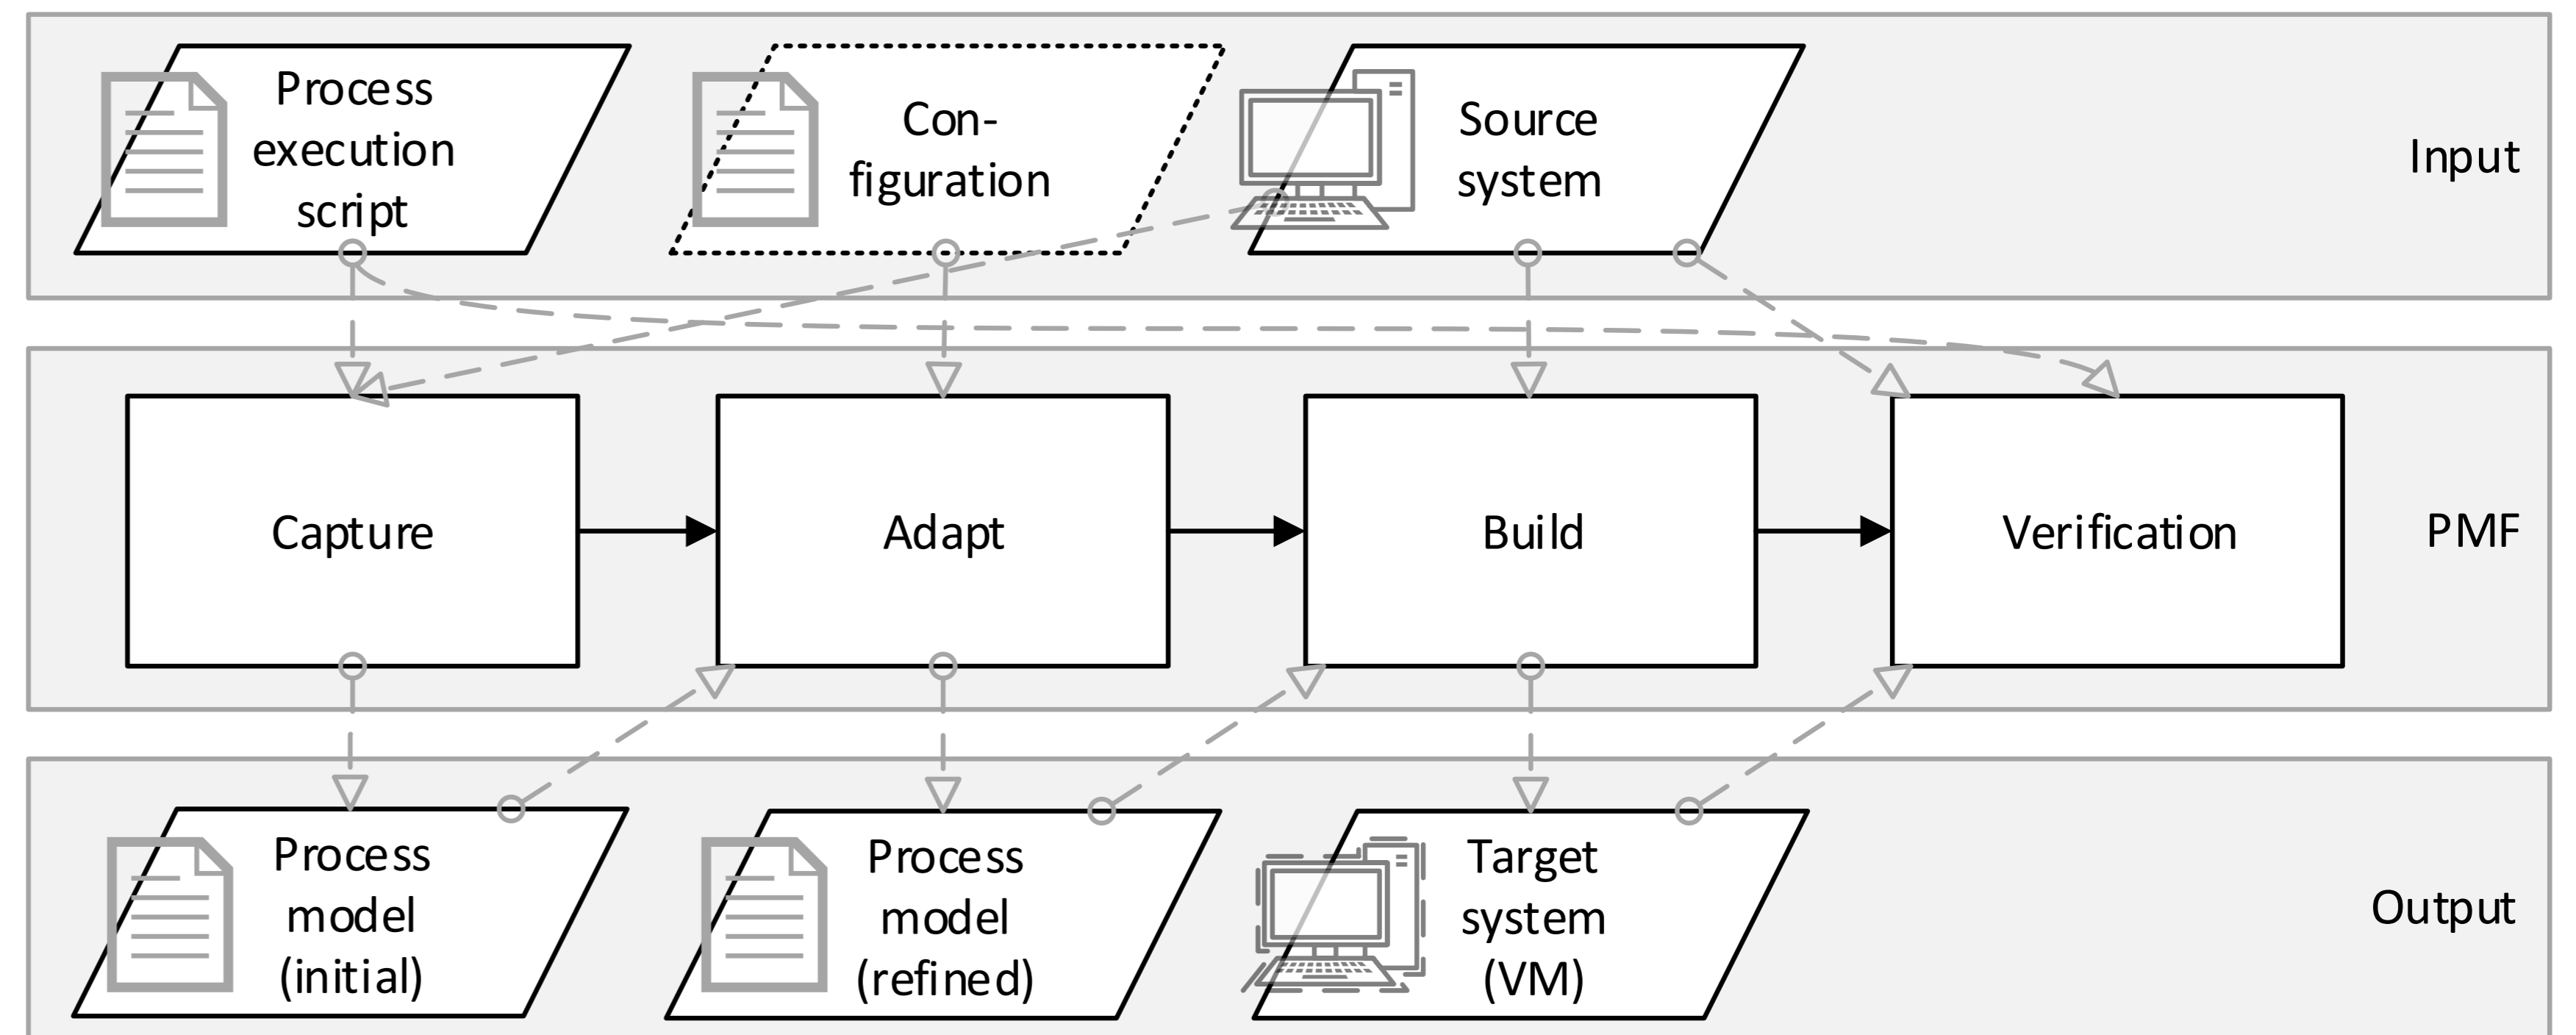 Process
execution
script
Con-
figuration
Source
system
Input
Capture
Adapt
Build
Verification
PMF
Process
model
(initial)
Process
model
(refined)
Target
system
(VM)
Output